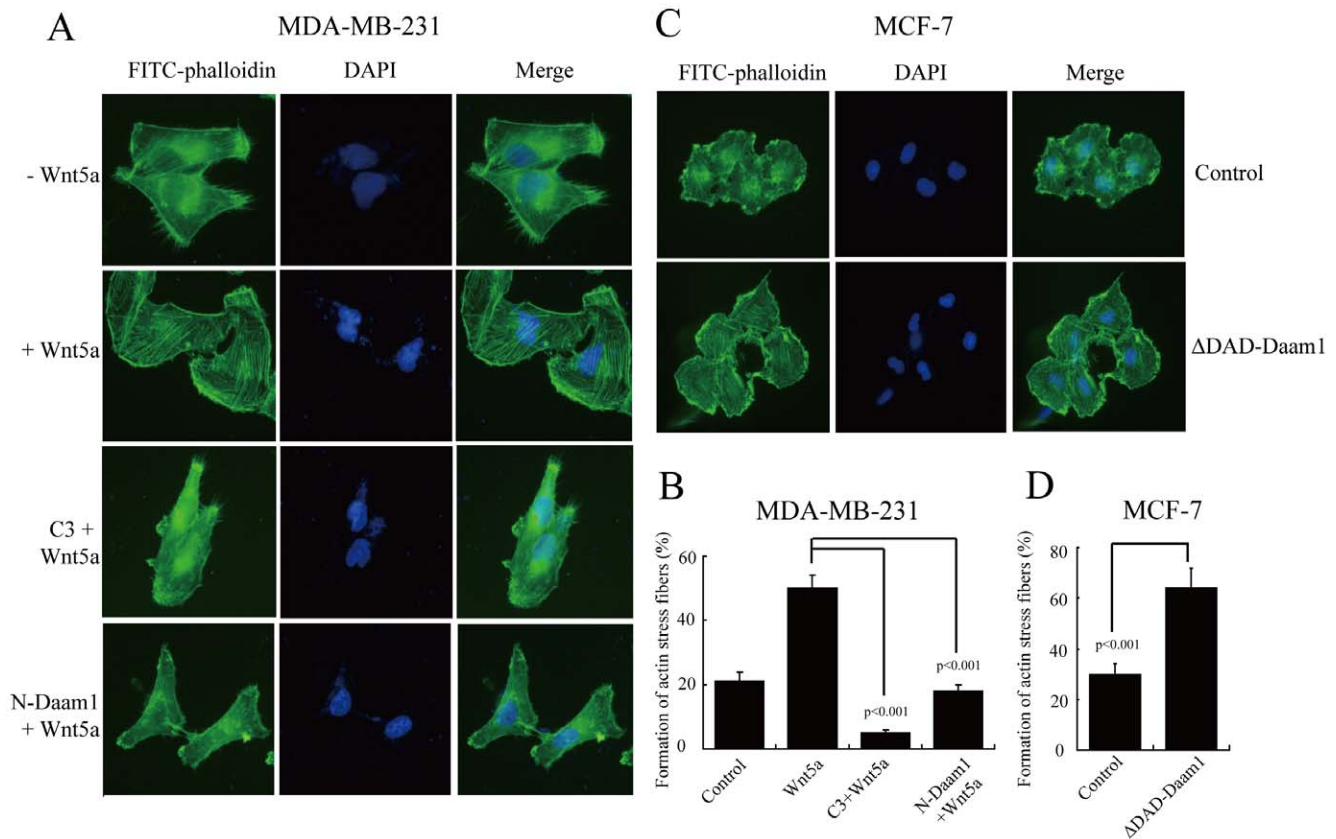 A
MDA-MB-231
FITC-phalloidin DAPI Merge
- Wnt5a
+ Wnt5a
C3 +
Wnt5a
N-Daam1
+ Wnt5a
C
MCF-7
FITC-phalloidin DAPI Merge
Control
ΔDAD-Daam1
B
MDA-MB-231
Formation of actin stress fibers (%)
60
40
20
0
p<0.001
p<0.001
Control
Wnt5a
C3+Wnt5a
N-Daam1
+Wnt5a
D
MCF-7
Formation of actin stress fibers (%)
80
60
40
20
0
p<0.001
Control
ΔDAD-Daam1